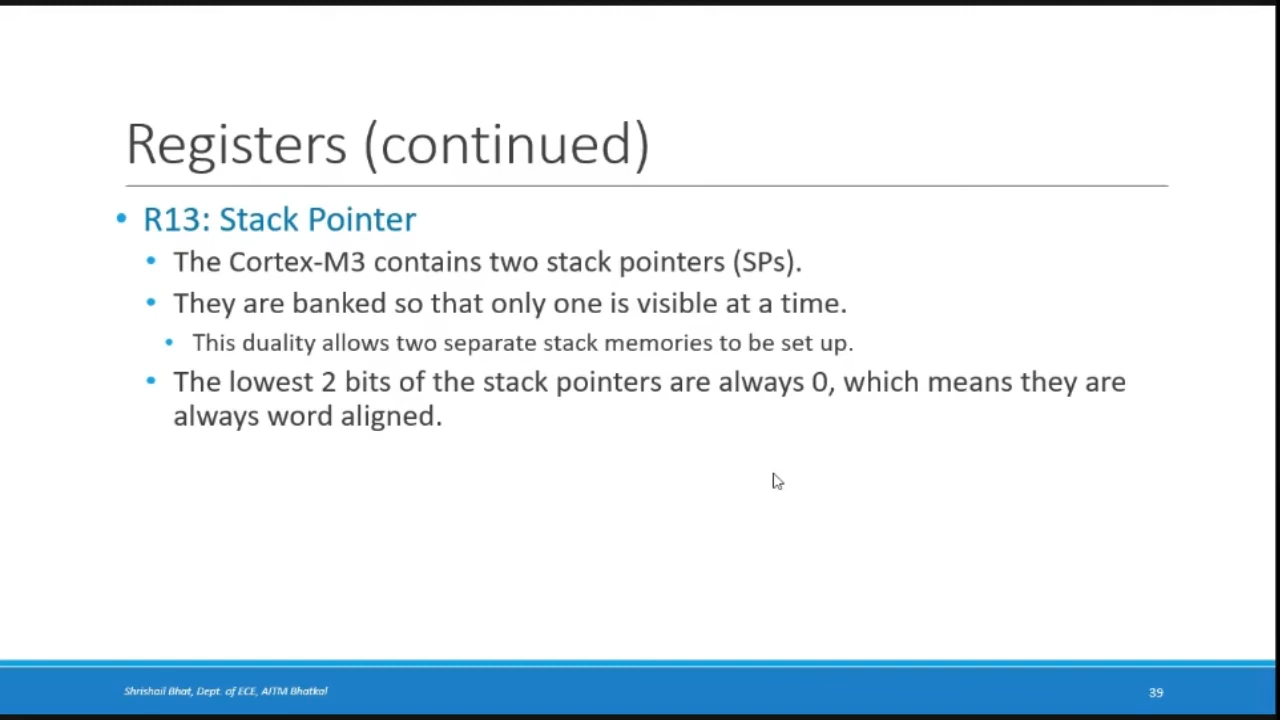 Registers (continued)
• R13: Stack Pointer
• The Cortex-M3 contains two stack pointers (SPs).
• They are banked so that only one is visible at a time.
• This duality allows two separate stack memories to be set up.
• The lowest 2 bits of the stack pointers are always 0, which means they are
always word aligned.
Shrishail Bhat, Dept. of ECE, AITM Bhatkal
39